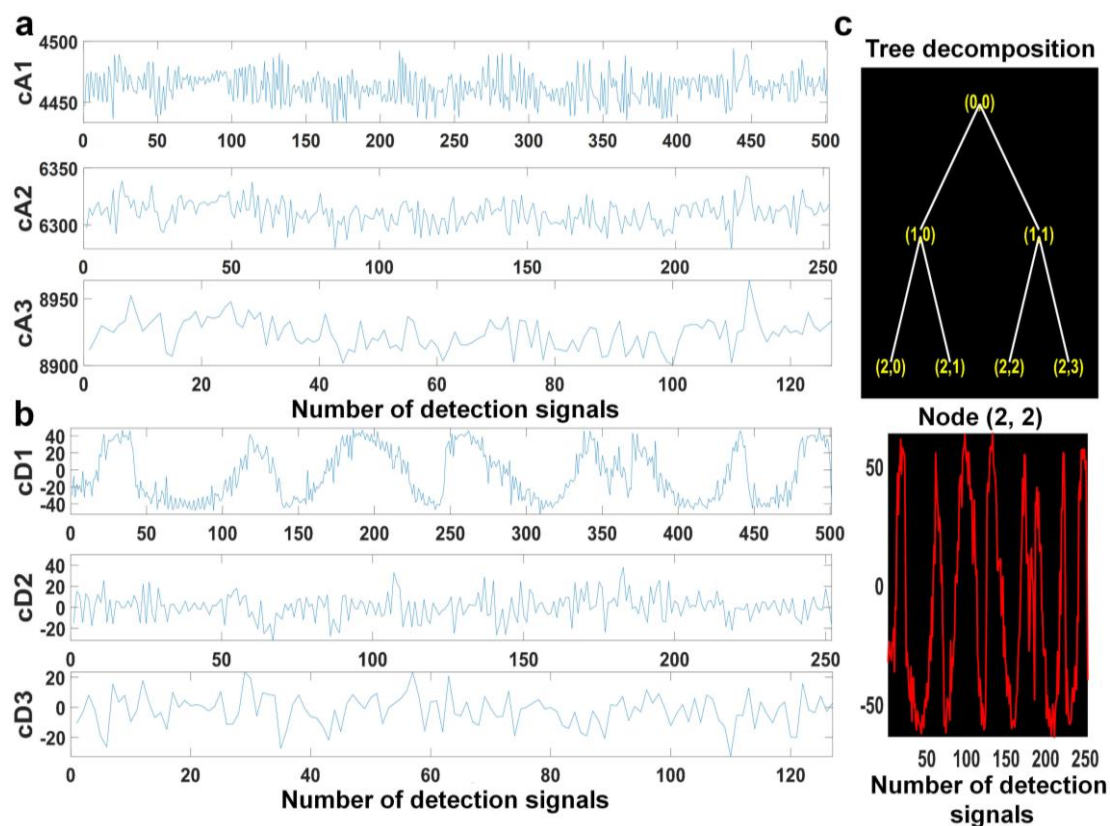 a
4500
4450
cA1
0 50 100 150 200 250 300 350 400 450 500
6350
6300
cA2
0 50 100 150 200 250
8950
8900
cA3
0 20 40 60 80 100 120
Number of detection signals
b
40
20
0
-20
-40
cD1
0 50 100 150 200 250 300 350 400 450 500
40
20
0
-20
cD2
0 50 100 150 200 250
20
0
-20
cD3
0 20 40 60 80 100 120
Number of detection signals
c
Tree decomposition
(0,0)
(1,0) (1,1)
(2,0) (2,1) (2,2) (2,3)
Node (2, 2)
50
0
-50
50 100 150 200 250
Number of detection
signals